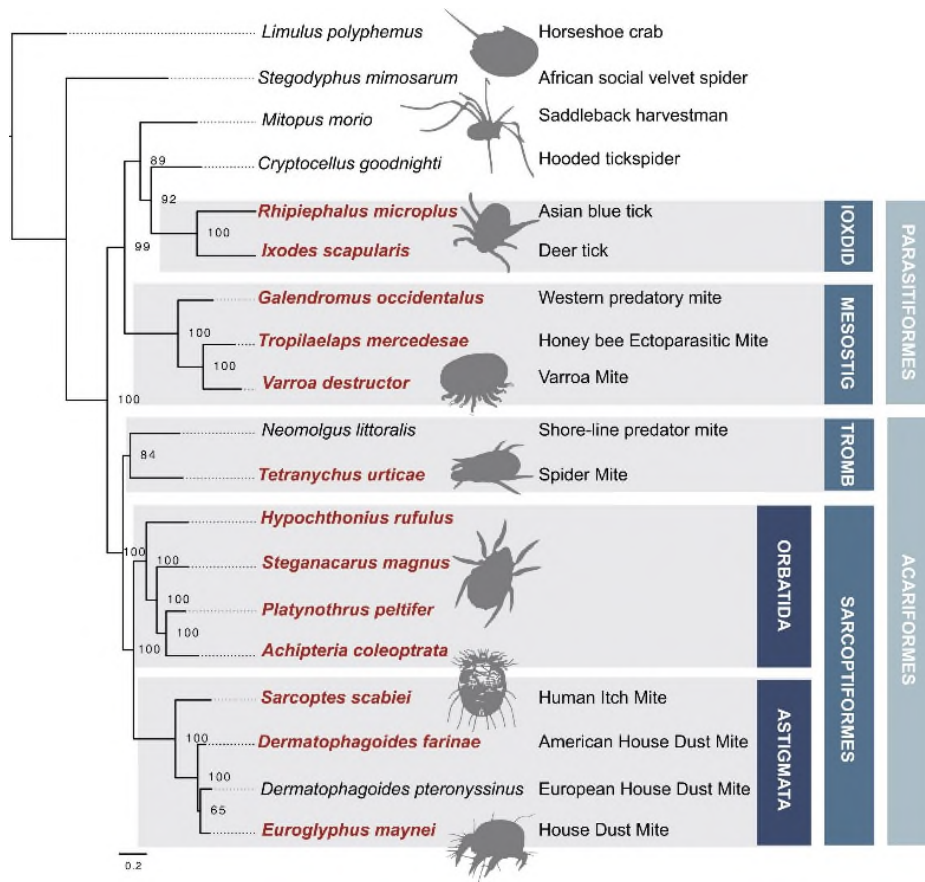 Limulus polyphemus Horseshoe crab
Stegodyphus mimosarum African social velvet spider
Mitopus morio Saddleback harvestman
89
Cryptocellus goodnighti Hooded tickspider
92
Rhipiephalus microplus Asian blue tick
100
99
Ixodes scapularis Deer tick
IOXDID
Galendromus occidentalus Western predatory mite
100
Tropilaelaps mercedesae Honey bee Ectoparasitic Mite
100
Varroa destructor Varroa Mite
MESOSTIG
PARASITIFORMES
100
Neomolgus littoralis Shore-line predator mite
84
Tetranychus urticae Spider Mite
TROMB
Hypochthonius rufulus
100
100
Steganacarus magnus
100
Platynothrus peltifer
100
100
Achipteria coleoptrata
ORBATIDA
Sarcoptes scabiei Human Itch Mite
100
Dermatophagoides farinae American House Dust Mite
100
Dermatophagoides pteronyssinus European House Dust Mite
65
Euroglyphus maynei House Dust Mite
ASTIGMATA
SARCOPTIFORMES
ACARIFORMES
0.2